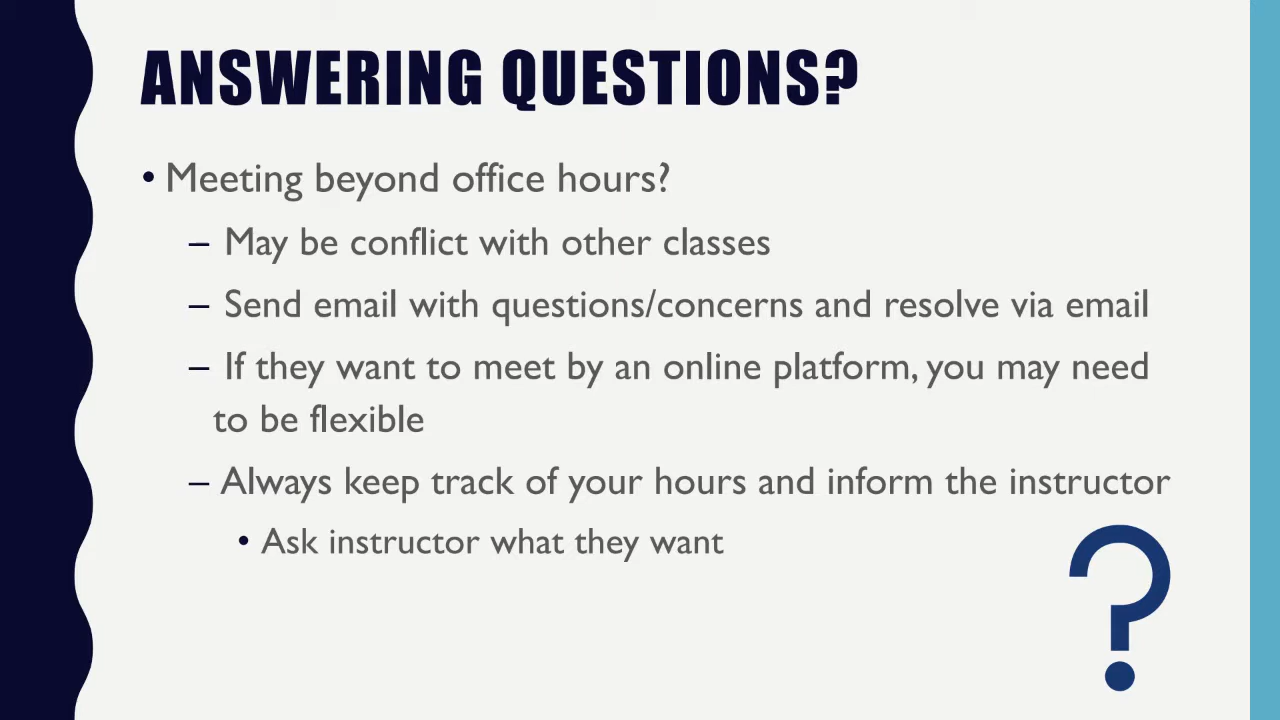 ANSWERING QUESTIONS?
• Meeting beyond office hours?
– May be conflict with other classes
– Send email with questions/concerns and resolve via email
– If they want to meet by an online platform, you may need
to be flexible
– Always keep track of your hours and inform the instructor
• Ask instructor what they want
?